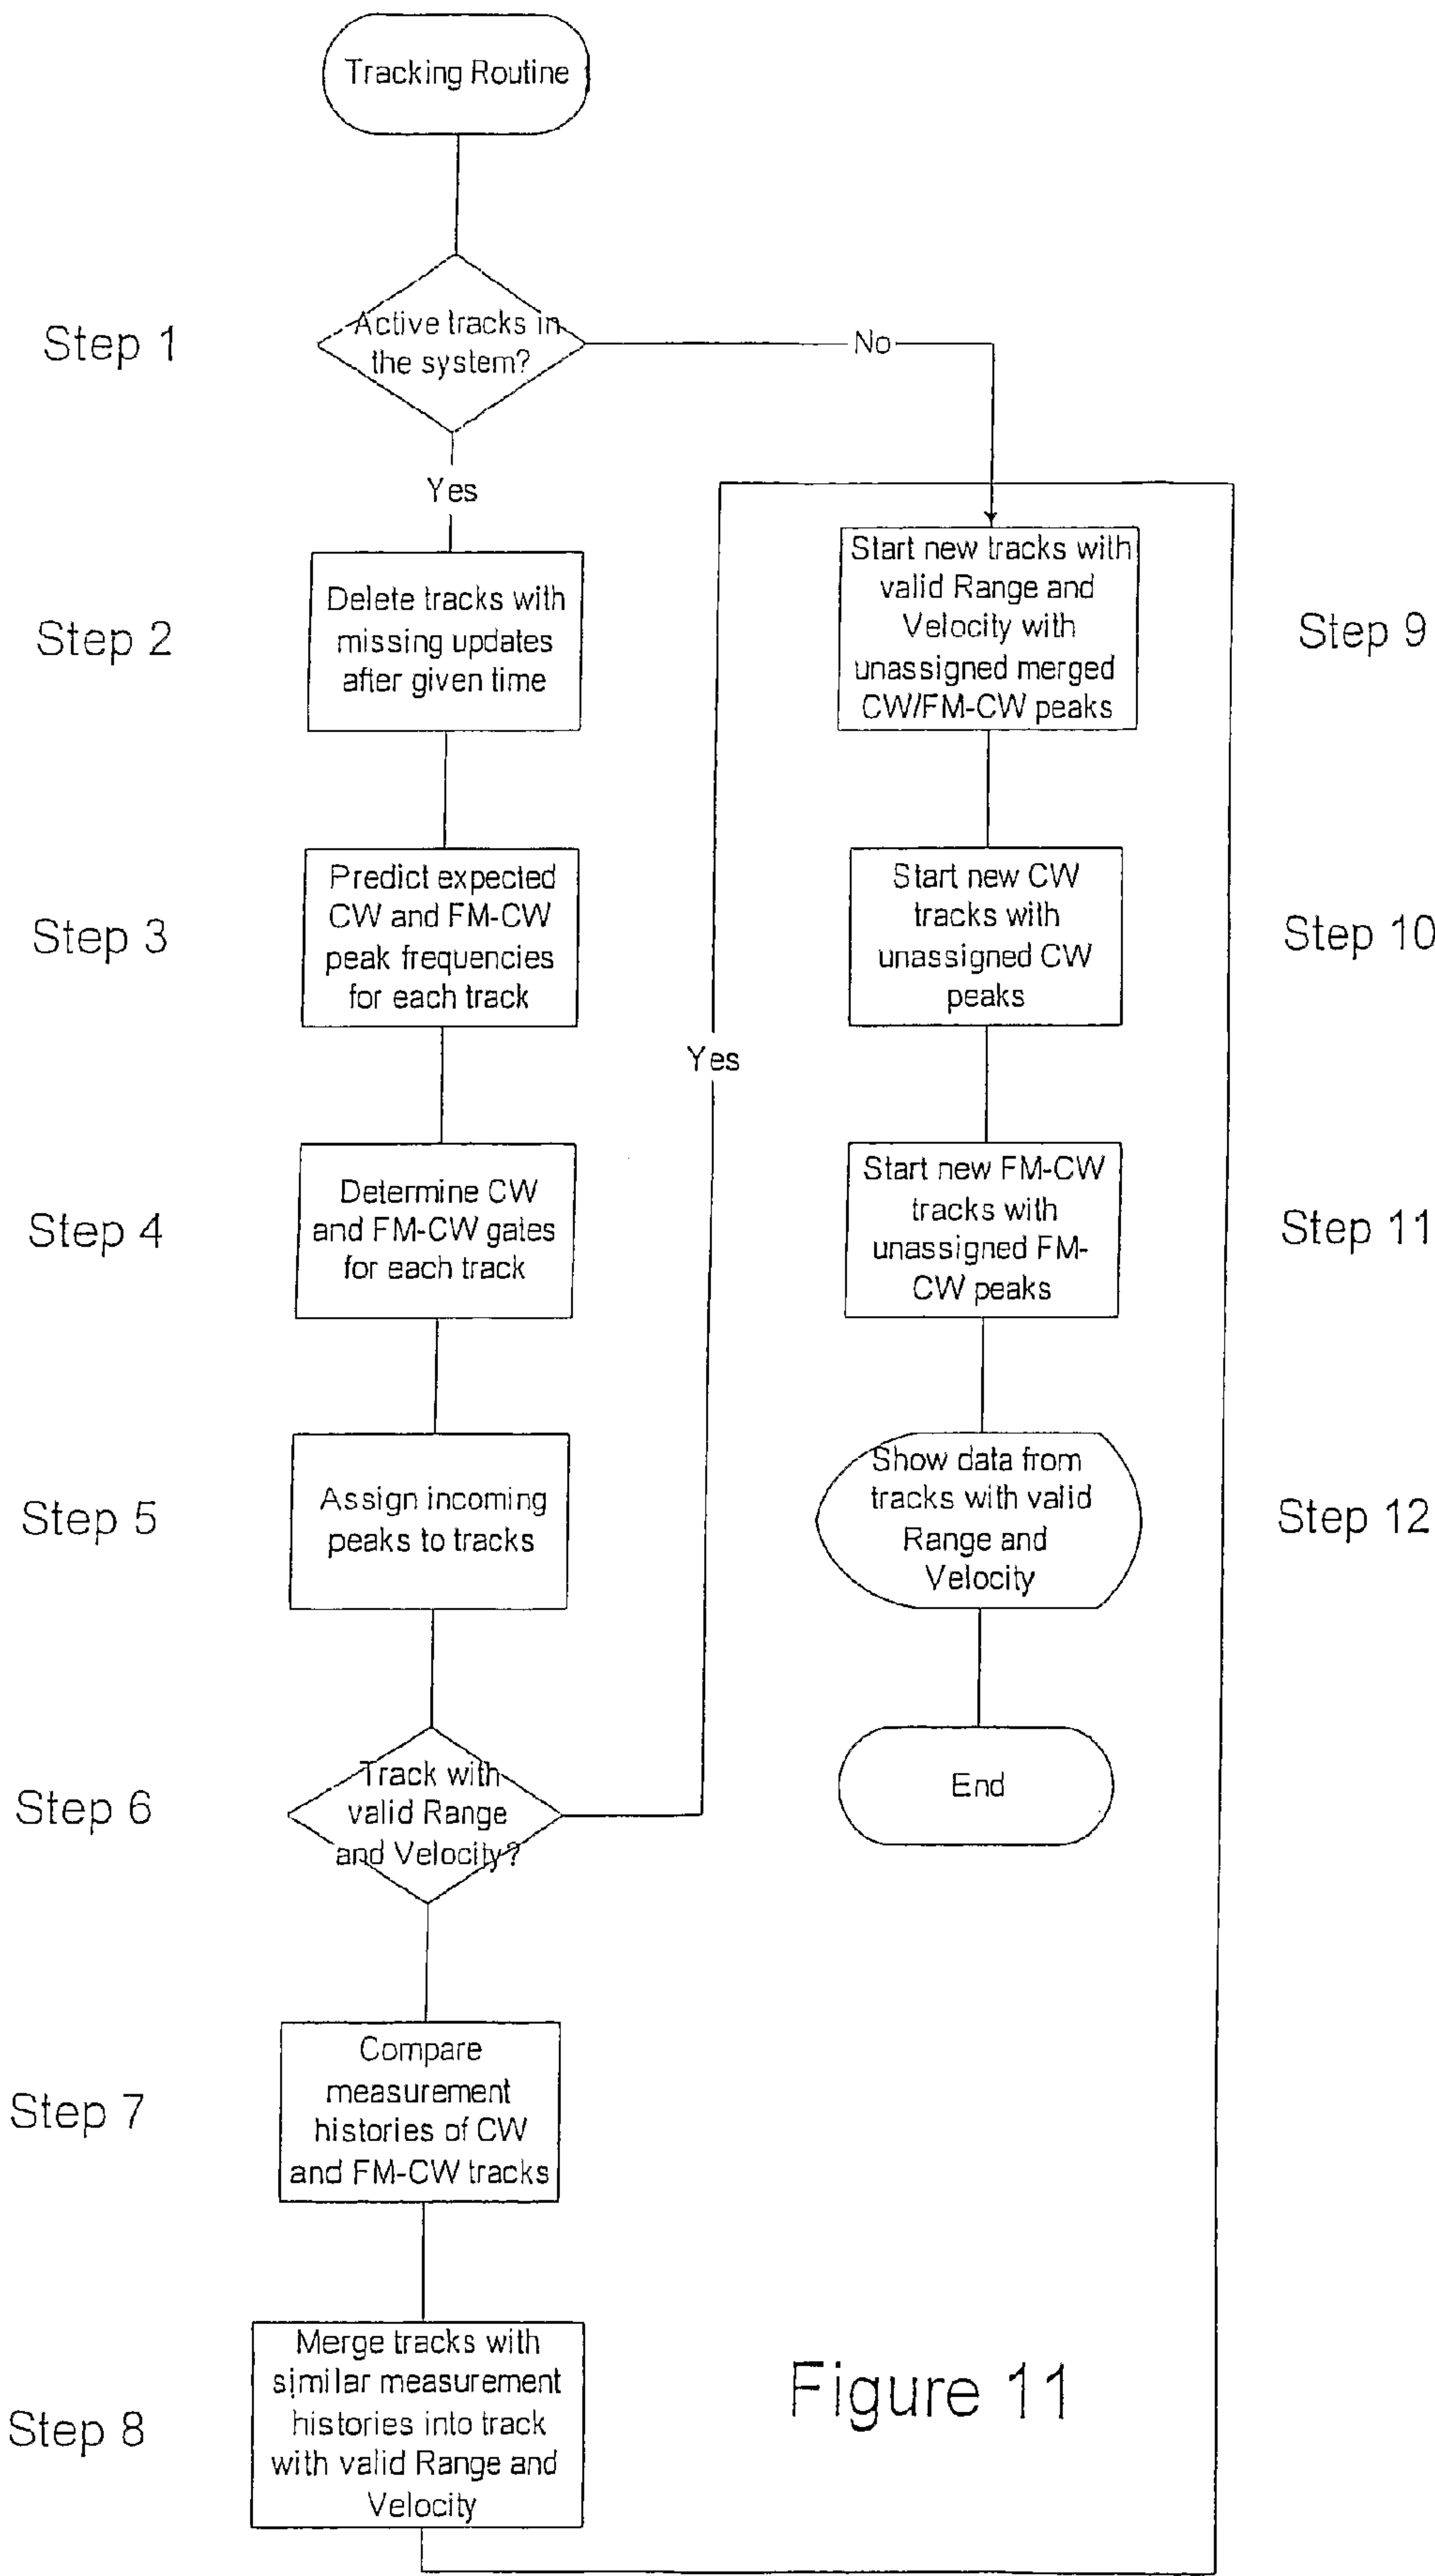 Tracking Routine
Step 1
Active tracks in
the system?
No
Yes
Step 2
Delete tracks with
missing updates
after given time
Step 3
Predict expected
CW and FM-CW
peak frequencies
for each track
Step 4
Determine CW
and FM-CW gates
for each track
Step 5
Assign incoming
peaks to tracks
Step 6
Track with
valid Range
and Velocity?
Yes
Step 7
Compare
measurement
histories of CW
and FM-CW tracks
Step 8
Merge tracks with
similar measurement
histories into track
with valid Range and
Velocity
Start new tracks with
valid Range and
Velocity with
unassigned merged
CW/FM-CW peaks
Step 9
Start new CW
tracks with
unassigned CW
peaks
Step 10
Start new FM-CW
tracks with
unassigned FM-
CW peaks
Step 11
Show data from
tracks with valid
Range and
Velocity
Step 12
End
Figure 11